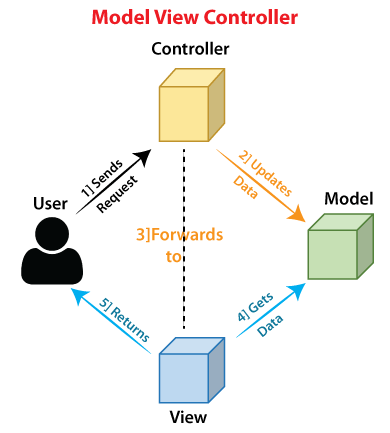 Model View Controller
Controller
1] Sends
Request
2] Updates
Data
User
Model
3]Forwards
to
5] Returns
4] Gets
Data
View